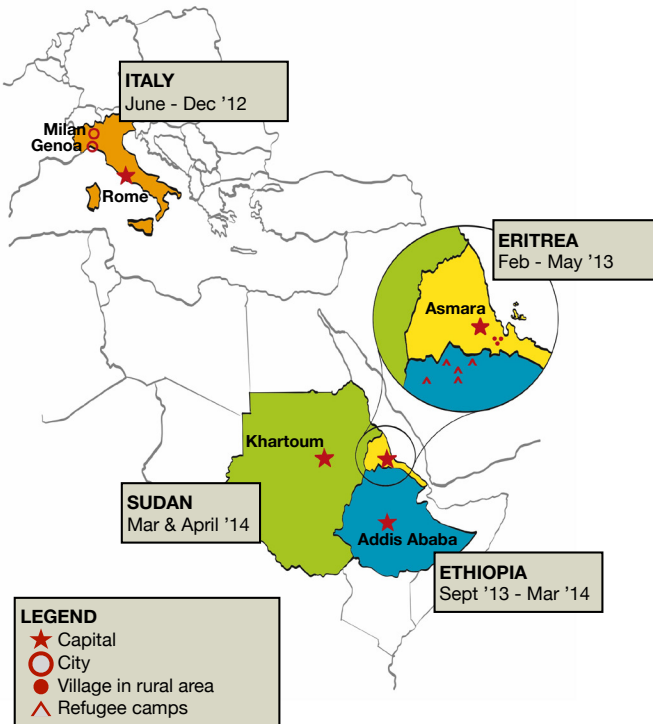 ITALY
June - Dec '12
Milan
Genoa
Rome
ERITREA
Feb - May '13
Asmara
Khartoum
SUDAN
Mar & April '14
Addis Ababa
ETHIOPIA
Sept '13 - Mar '14
LEGEND
Capital
City
Village in rural area
Refugee camps